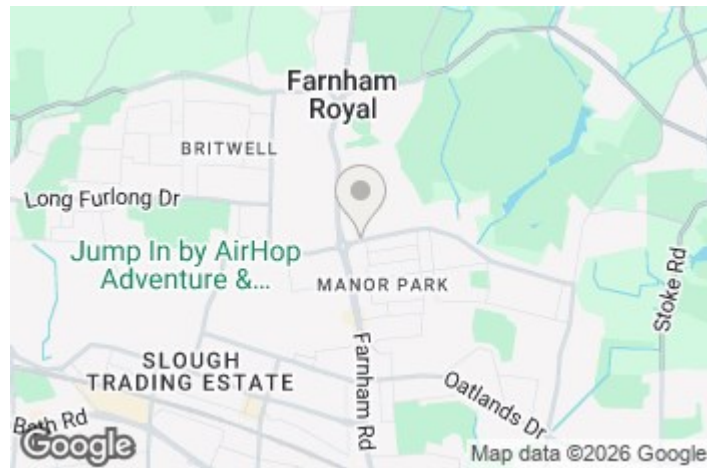 Farnham
Royal
BRITWELL
Long Furlong Dr
Jump In by AirHop
Adventure &...
MANOR PARK
Stoke Rd
SLOUGH
TRADING ESTATE
Farnham Rd
Oatlands Dr
Bath Rd
Google
Map data ©2026 Google